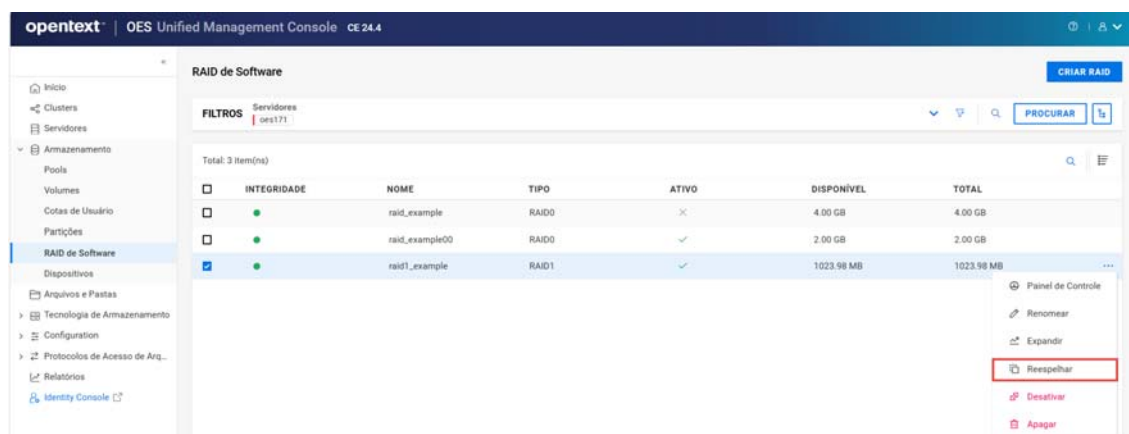 opentext™ | OES Unified Management Console CE 24.4
RAID de Software
CRIAR RAID
FILTROS
Servidores
oes171
PROCURAR
Início
Clusters
Servidores
Armazenamento
Pools
Volumes
Cotas de Usuário
Partições
RAID de Software
Dispositivos
Arquivos e Pastas
Tecnologia de Armazenamento
Configuration
Protocolos de Acesso de Arq...
Relatórios
Identity Console
Total: 3 Item(ns)
INTEGRIDADE NOME TIPO ATIVO DISPONÍVEL TOTAL
raid_example RAID0 4.00 GB 4.00 GB
raid_example00 RAID0 2.00 GB 2.00 GB
raid1_example RAID1 1023.98 MB 1023.98 MB
Painel de Controle
Renomear
Expandir
Reespelhar
Desativar
Apagar